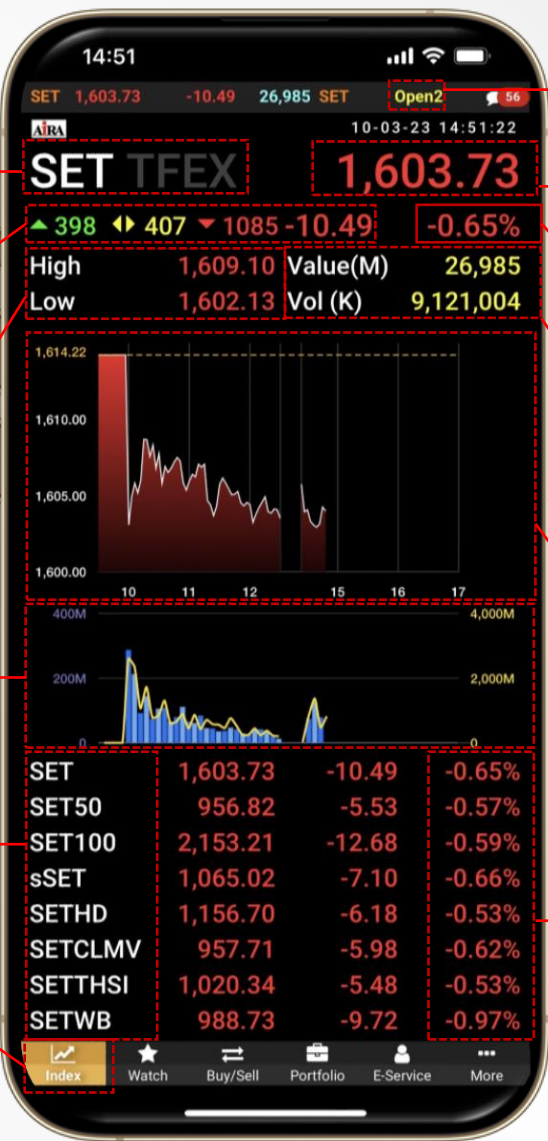 14:51
SET 1,603.73 -10.49 26,985 SET Open2 56
AIRA 10-03-23 14:51:22
SET TFEX 1,603.73
398 407 1085 -10.49 -0.65%
High 1,609.10 Value(M) 26,985
Low 1,602.13 Vol (K) 9,121,004
1,614.22
1,610.00
1,605.00
1,600.00
10 11 12 15 16 17
400M 4,000M
200M 2,000M
0 0
SET 1,603.73 -10.49 -0.65%
SET50 956.82 -5.53 -0.57%
SET100 2,153.21 -12.68 -0.59%
sSET 1,065.02 -7.10 -0.66%
SETHD 1,156.70 -6.18 -0.53%
SETCLMV 957.71 -5.98 -0.62%
SETTHSI 1,020.34 -5.48 -0.53%
SETWB 988.73 -9.72 -0.97%
Index Watch Buy/Sell Portfolio E-Service More